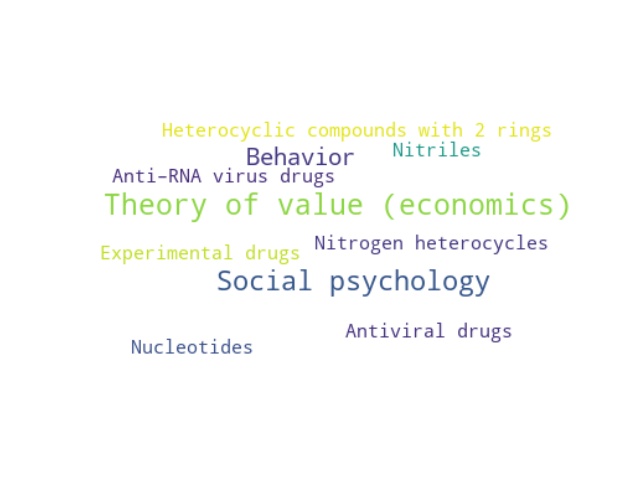 Heterocyclic compounds with 2 rings
Behavior
Nitriles
Anti-RNA virus drugs
Theory of value (economics)
Nitrogen heterocycles
Experimental drugs
Social psychology
Antiviral drugs
Nucleotides